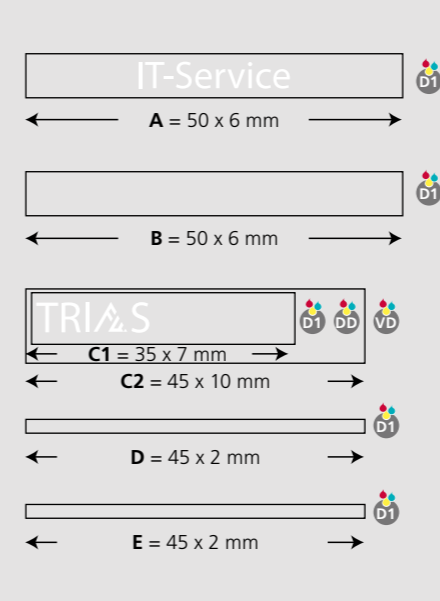 IT-Service
D1
A = 50 x 6 mm
D1
B = 50 x 6 mm
TRIAS D1 DD VD
C1 = 35 x 7 mm
C2 = 45 x 10 mm
D1
D = 45 x 2 mm
D1
E = 45 x 2 mm